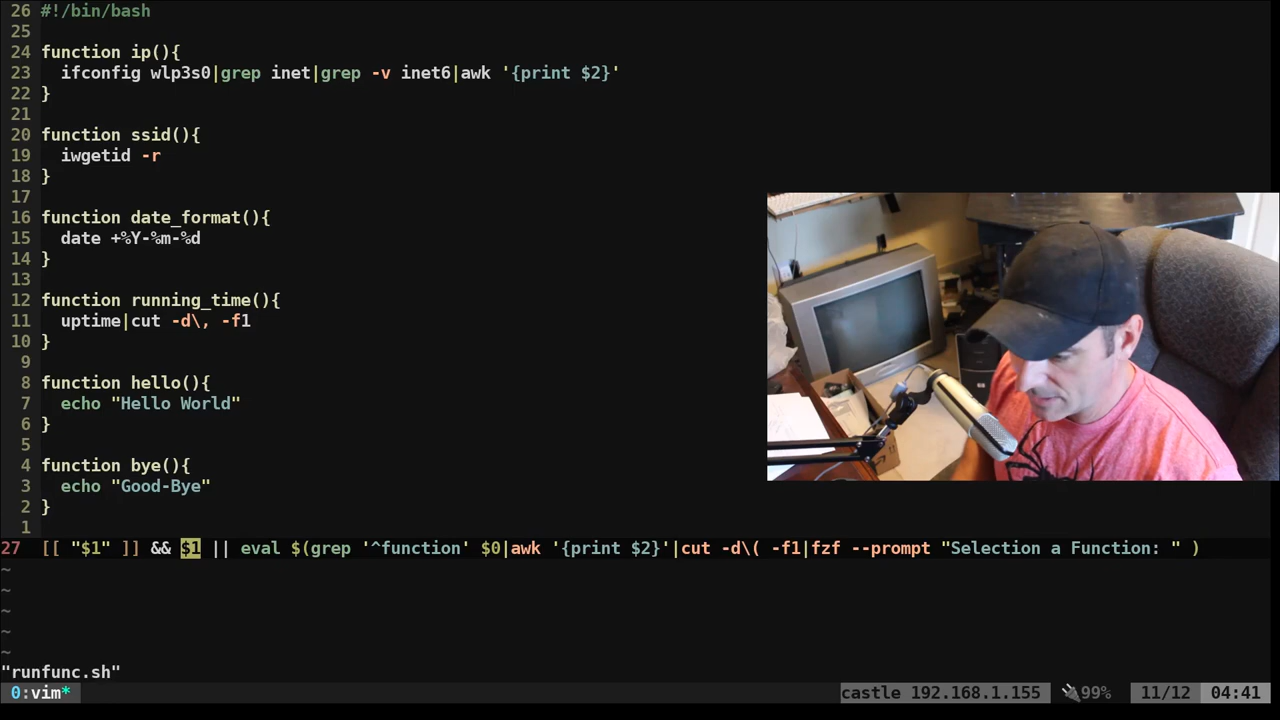 26 #!/bin/bash
25
24 function ip(){
23   ifconfig wlp3s0|grep inet|grep -v inet6|awk '{print $2}'
22 }
21
20 function ssid(){
19   iwgetid -r
18 }
17
16 function date_format(){
15   date +%Y-%m-%d
14 }
13
12 function running_time(){
11   uptime|cut -d\, -f1
10 }
9
8 function hello(){
7   echo "Hello World"
6 }
5
4 function bye(){
3   echo "Good-Bye"
2 }
1
27 [[ "$1" ]] && $1 || eval $(grep '^function' $0|awk '{print $2}'|cut -d\( -f1|fzf --prompt "Selection a Function: " )
~
~
~
~
~
"runfunc.sh"
0:vim* castle 192.168.1.155 99% 11/12 04:41